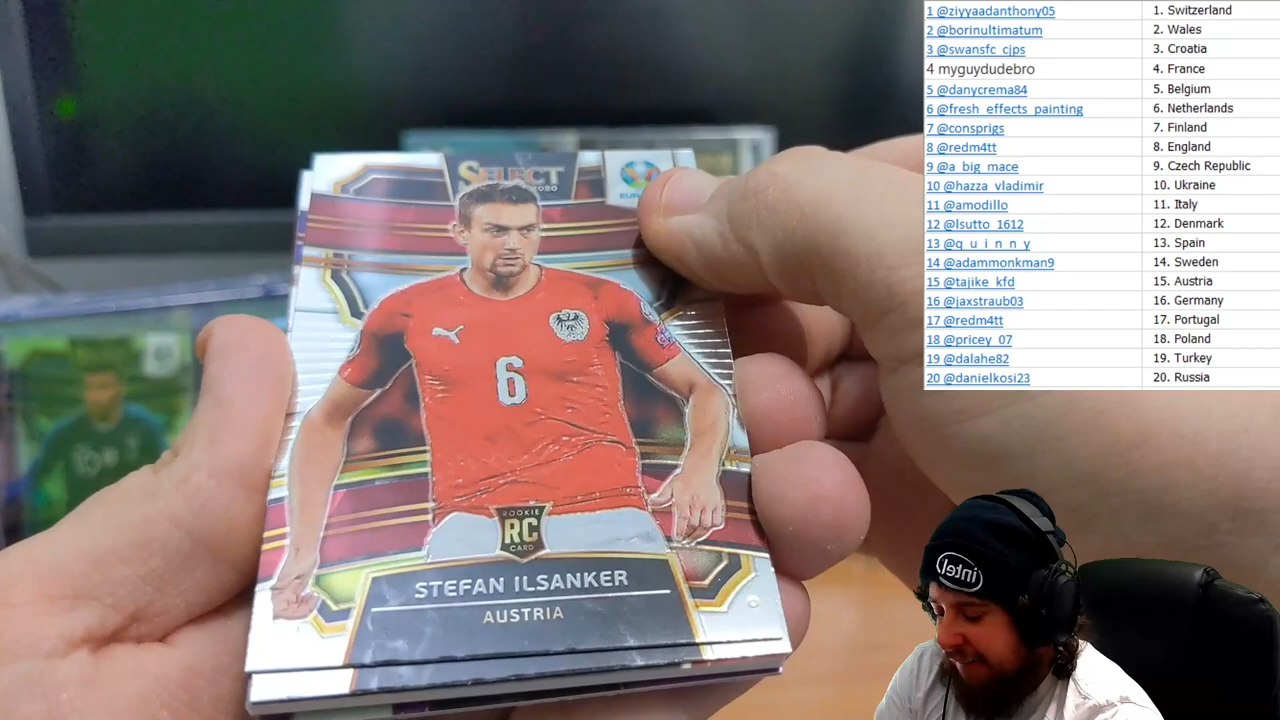 1 @ziyyaadanthony05 1. Switzerland
2 @borinultimatum 2. Wales
3 @swansfc_cjps 3. Croatia
4 myguydudebro 4. France
5 @danycrema84 5. Belgium
6 @fresh_effects_painting 6. Netherlands
7 @consprigs 7. Finland
8 @redm4tt 8. England
9 @a_big_mace 9. Czech Republic
10 @hazza_vladimir 10. Ukraine
11 @amodillo 11. Italy
12 @lsutto_1612 12. Denmark
13 @q_u_i_n_n_y 13. Spain
14 @adammonkman9 14. Sweden
15 @tajike_kfd 15. Austria
16 @jaxstraub03 16. Germany
17 @redm4tt 17. Portugal
18 @pricey_07 18. Poland
19 @dalahe82 19. Turkey
20 @danielkosi23 20. Russia
SELECT
2020
6
ROOKIE
RC
CARD
STEFAN ILSANKER
AUSTRIA
intel